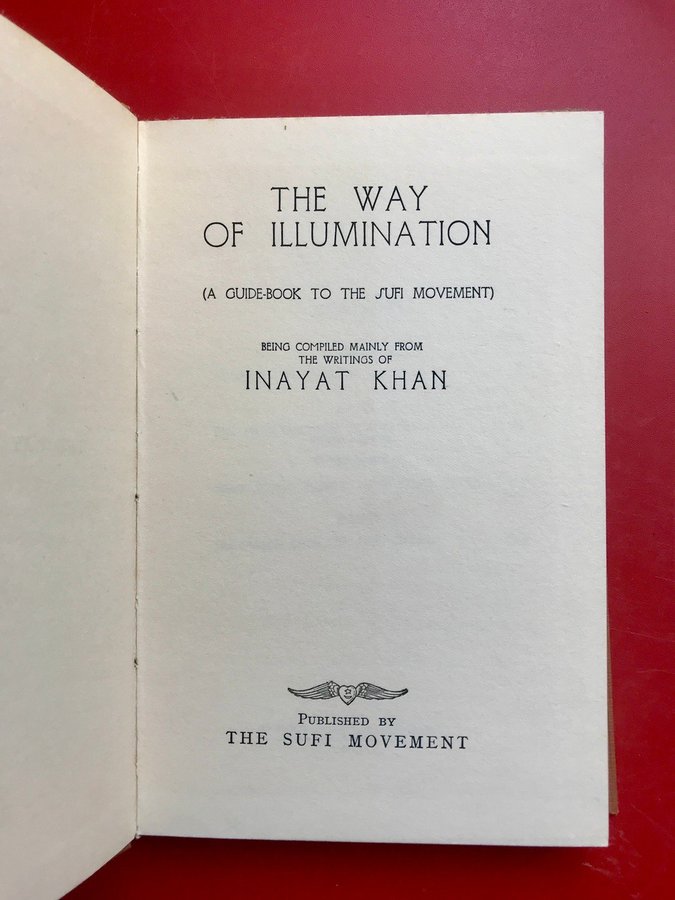 THE WAY
OF ILLUMINATION
(A GUIDE-BOOK TO THE SUFI MOVEMENT)
BEING COMPILED MAINLY FROM
THE WRITINGS OF
INAYAT KHAN
PUBLISHED BY
THE SUFI MOVEMENT